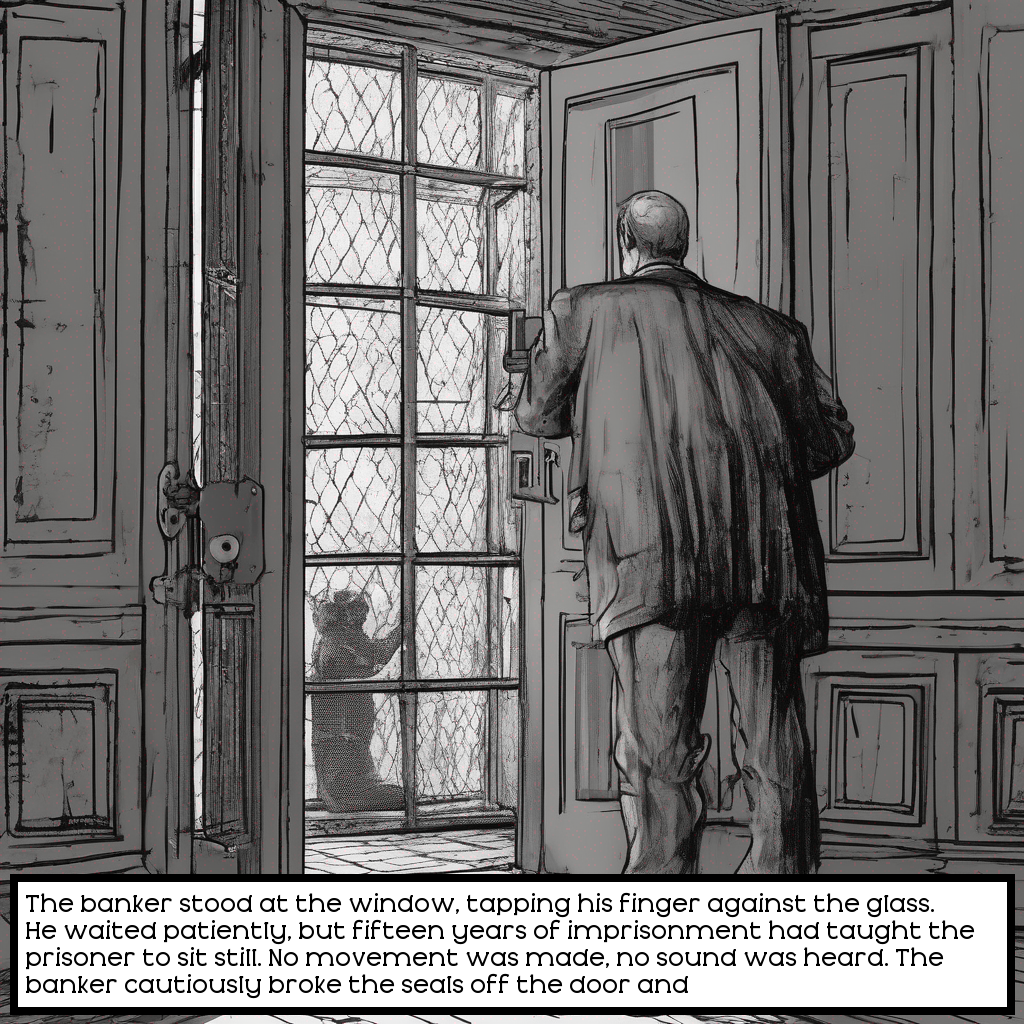 The banker stood at the window, tapping his finger against the glass.
He waited patiently, but fifteen years of imprisonment had taught the
prisoner to sit still. No movement was made, no sound was heard. The
banker cautiously broke the seals off the door and